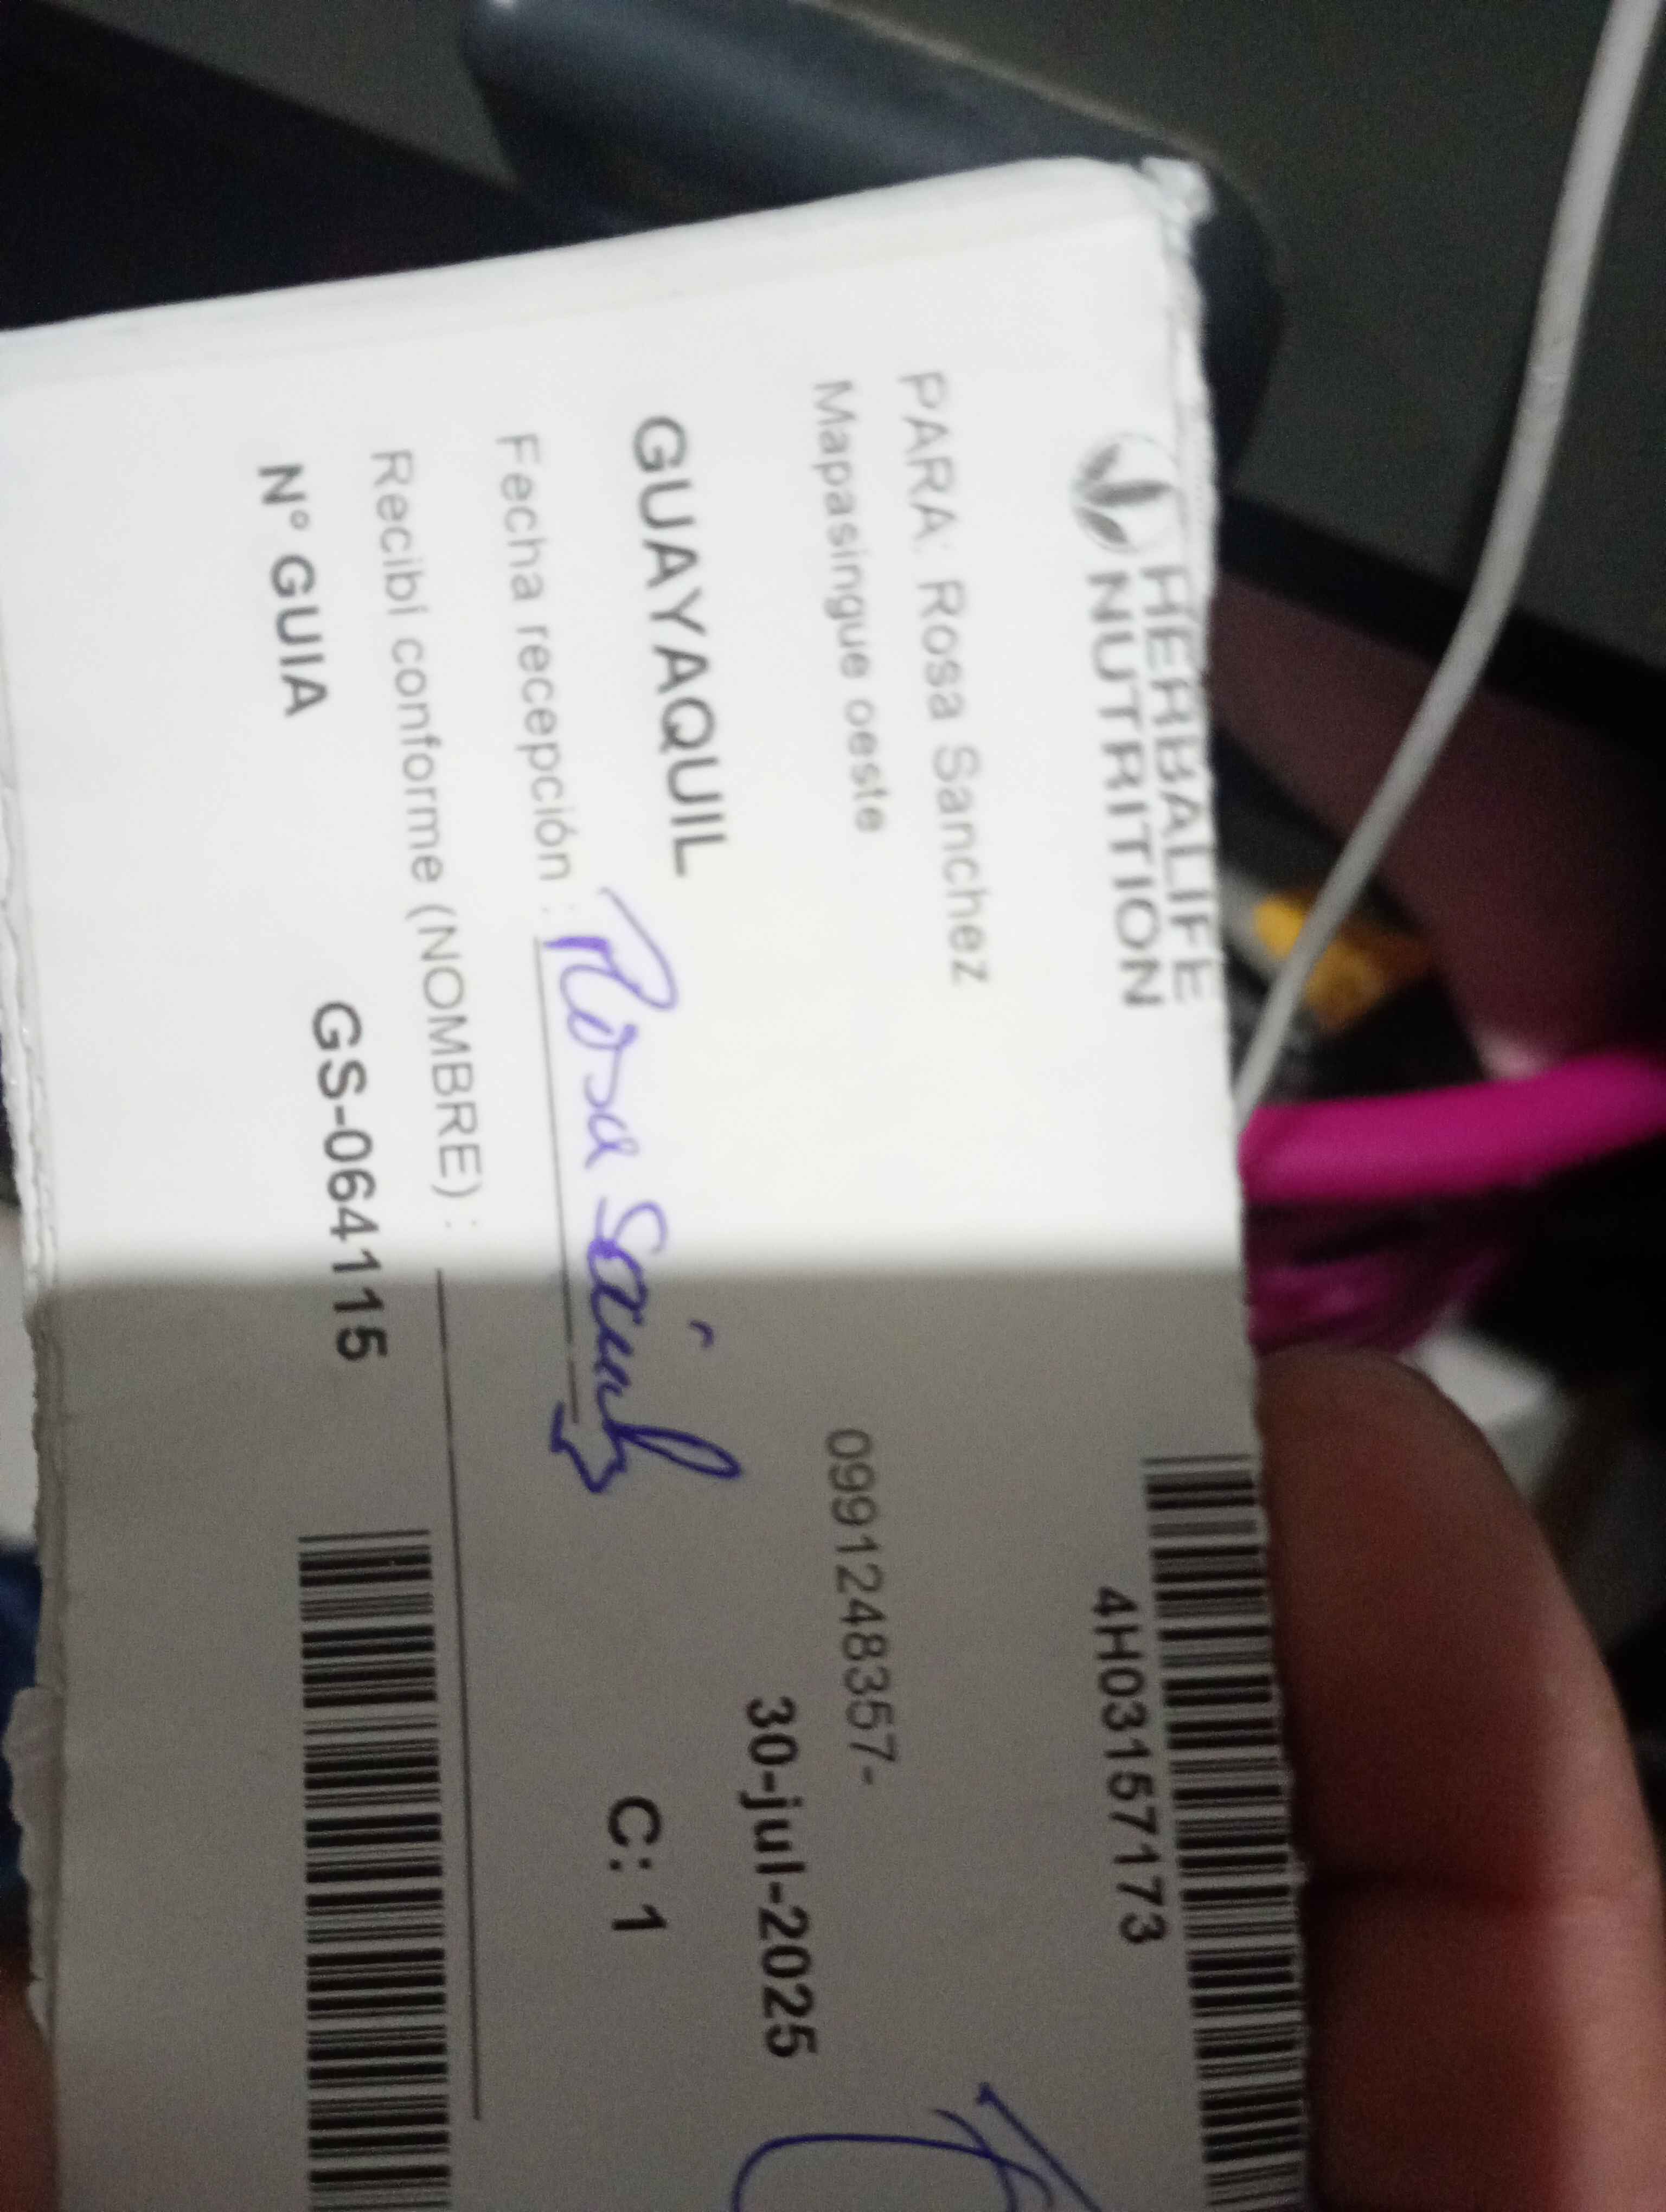 HERBALIFE
NUTRITION
4H03157173
PARA: Rosa Sanchez
Mapasingue oeste
0991248357-
30-jul-2025
GUAYAQUIL
C: 1
Fecha recepción : Rosa Sánchez
Recibí conforme (NOMBRE) :
N° GUIA GS-064115